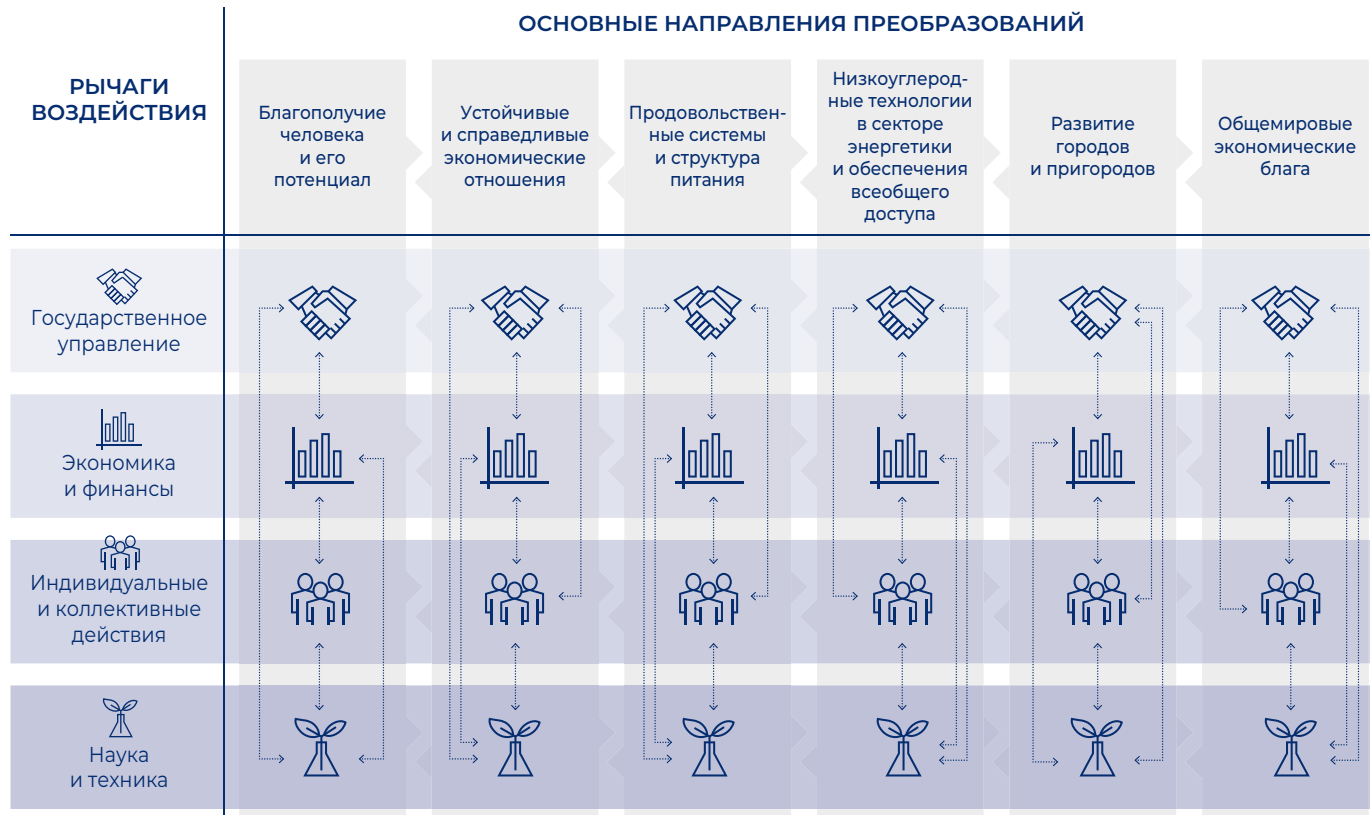 ОСНОВНЫЕ НАПРАВЛЕНИЯ ПРЕОБРАЗОВАНИЙ
РЫЧАГИ
ВОЗДЕЙСТВИЯ
Благополучие
человека
и его
потенциал
Устойчивые
и справедливые
экономические
отношения
Продовольствен-
ные системы
и структура
питания
Низкоуглерод-
ные технологии
в секторе
энергетики
и обеспечения
всеобщего
доступа
Развитие
городов
и пригородов
Общемировые
экономические
блага
Государственное
управление
Экономика
и финансы
Индивидуальные
и коллективные
действия
Наука
и техника